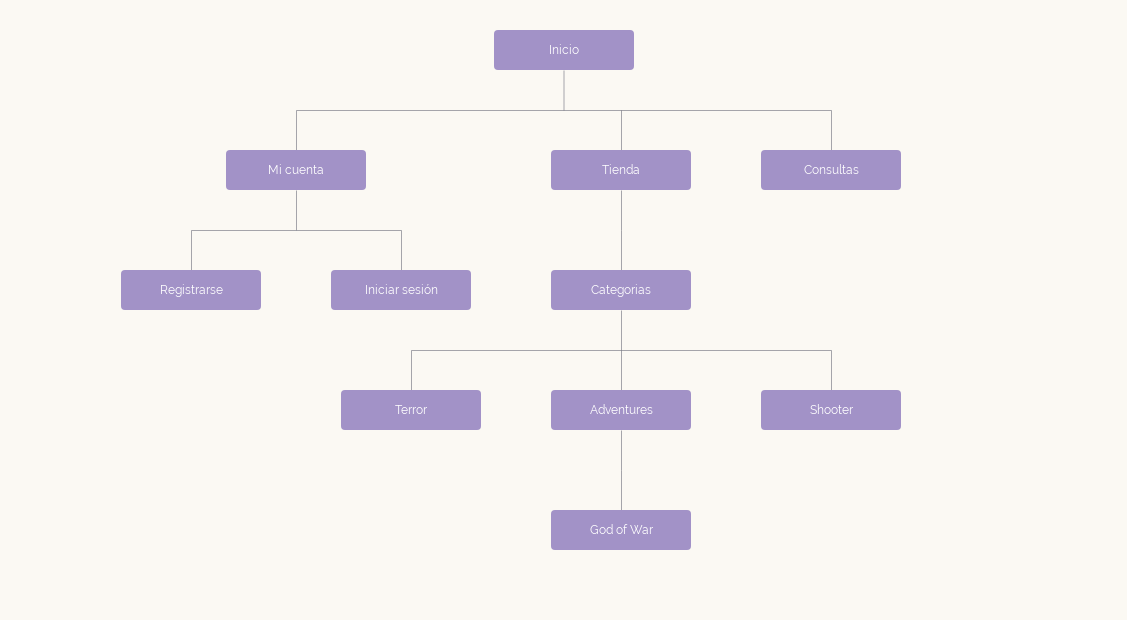 Inicio
Mi cuenta
Tienda
Consultas
Registrarse
Iniciar sesión
Categorias
Terror
Adventures
Shooter
God of War